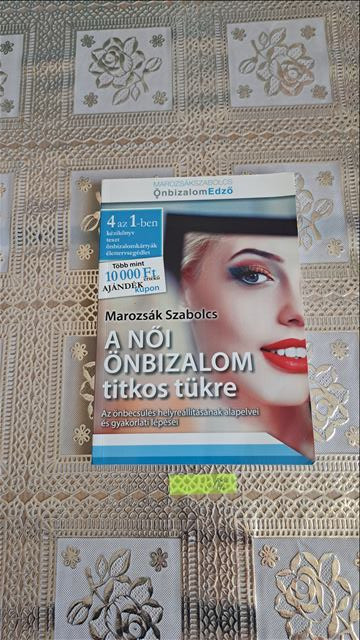 MAROZSÁKSZABOLCS
ÖnbizalomEdző
4 az 1-ben
kézikönyv
teszt
önbizalomkártyák
élettervsegédlet
Több mint
10 000 Ft
értékű
AJÁNDÉK
kupon
Marozsák Szabolcs
A NŐI
ÖNBIZALOM
titkos tükre
Az önbecsülés helyreállításának alapelvei
és gyakorlati lépései